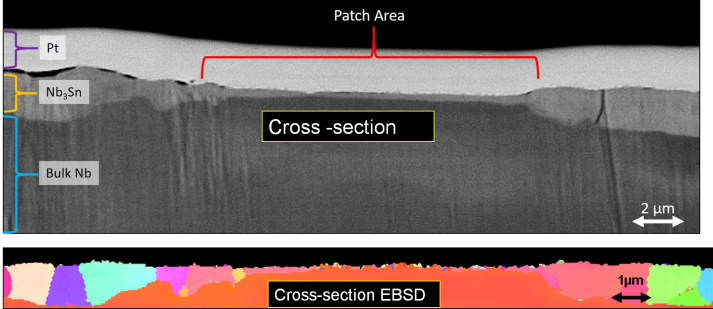 Patch Area
Pt
Nb₃Sn
Cross -section
Bulk Nb
2 µm
1µm
Cross-section EBSD